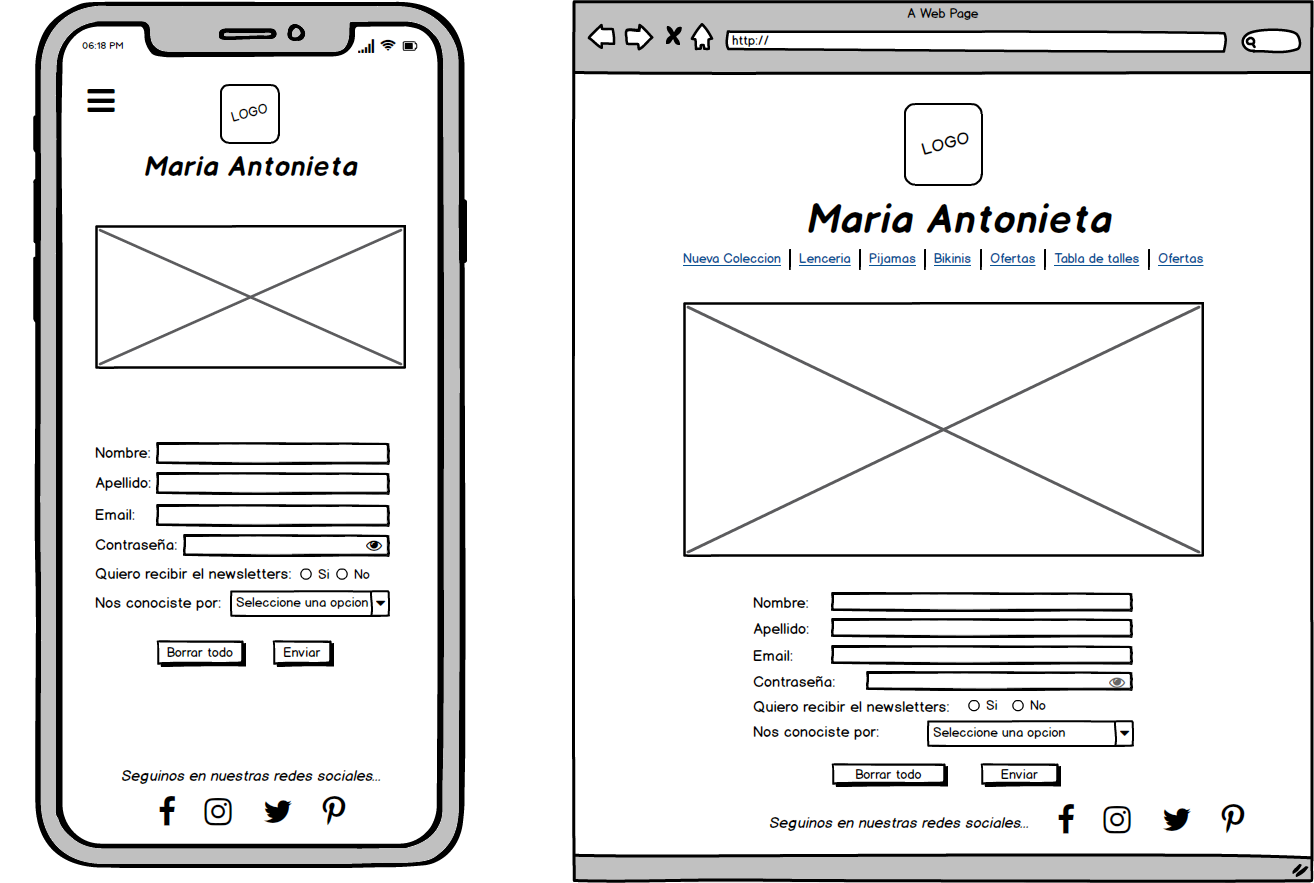 06:18 PM
LOGO
Maria Antonieta
Nombre:
Apellido:
Email:
Contraseña:
Quiero recibir el newsletters: Si No
Nos conociste por: Seleccione una opcion
Borrar todo Enviar
Seguinos en nuestras redes sociales...
A Web Page
http://
LOGO
Maria Antonieta
Nueva Coleccion Lenceria Pijamas Bikinis Ofertas Tabla de talles Ofertas
Nombre:
Apellido:
Email:
Contraseña:
Quiero recibir el newsletters: Si No
Nos conociste por: Seleccione una opcion
Borrar todo Enviar
Seguinos en nuestras redes sociales...